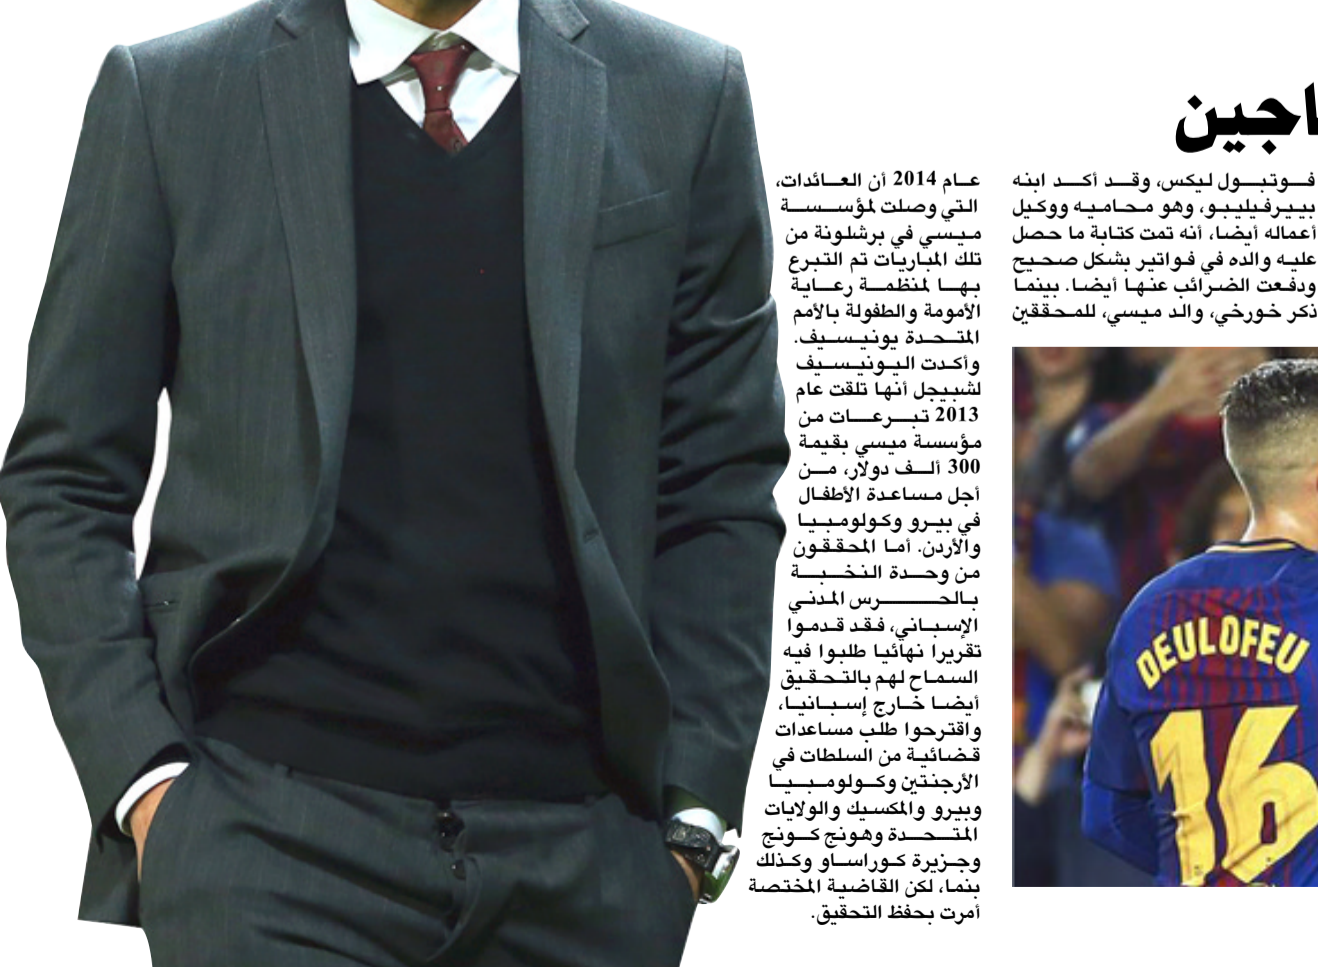 اجين
فوتبول ليكس، وقد أكد ابنه
بييرفيليبو، وهو محاميه ووكيل
أعماله أيضا، أنه تمت كتابة ما حصل
عليه والده في فواتير بشكل صحيح
ودفعت الضرائب عنها أيضا. بينما
ذكر خورخي، والد ميسي، للمحققين
DEULOFEU
16
عام 2014 أن العائدات،
التي وصلت لمؤسسة
ميسي في برشلونة من
تلك المباريات تم التبرع
بها لمنظمة رعاية
الأمومة والطفولة بالأمم
المتحدة يونيسيف.
وأكدت اليونيسيف
لشبيجل أنها تلقت عام
2013 تبرعات من
مؤسسة ميسي بقيمة
300 ألف دولار، من
أجل مساعدة الأطفال
في بيرو وكولومبيا
والأردن. أما المحققون
من وحدة النخبة
بالحرس المدني
الإسباني، فقد قدموا
تقريرا نهائيا طلبوا فيه
السماح لهم بالتحقيق
أيضا خارج إسبانيا،
واقترحوا طلب مساعدات
قضائية من السلطات في
الأرجنتين وكولومبيا
وبيرو والمكسيك والولايات
المتحدة وهونج كونج
وجزيرة كوراساو وكذلك
بنما، لكن القاضية المختصة
أمرت بحفظ التحقيق.